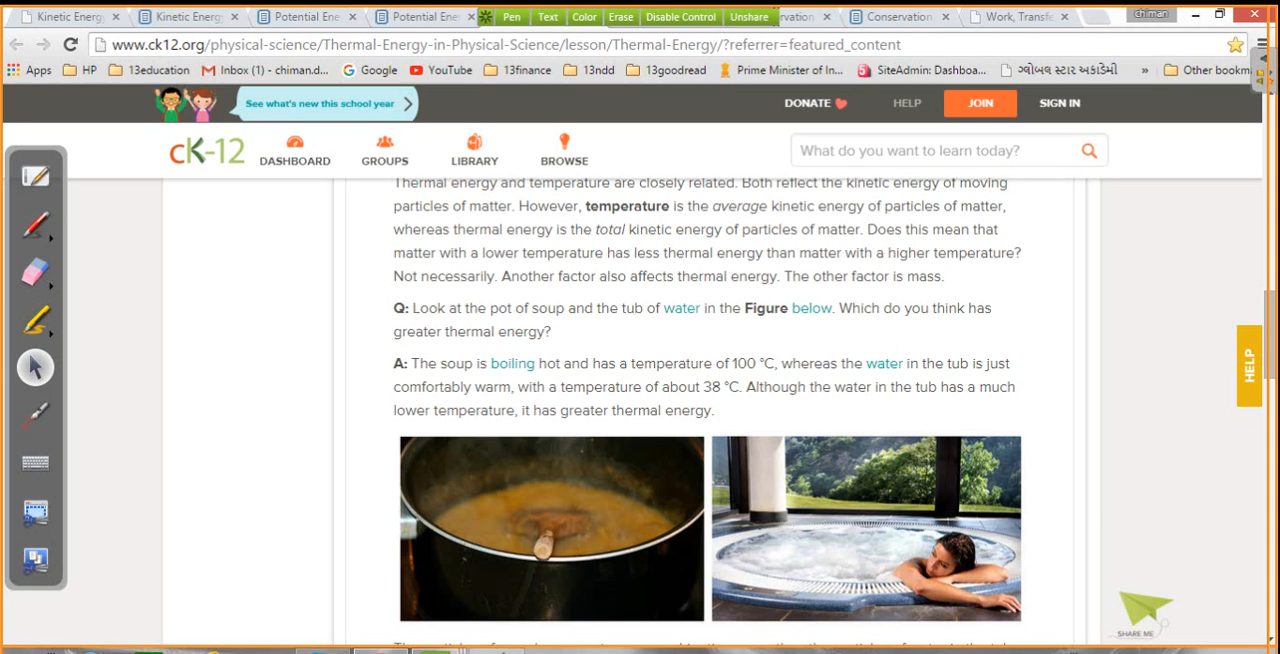 Kinetic Energy
Kinetic Energ
Potential Ene
Potential Ene
Pen
Text
Color
Erase
Disable Control
Unshare
rvation
Conservation
Work, Transfe
chiman
www.ck12.org/physical-science/Thermal-Energy-in-Physical-Science/lesson/Thermal-Energy/?referrer=featured_content
Apps
HP
13education
Inbox (1) - chiman.d...
Google
YouTube
13finance
13ndd
13goodread
Prime Minister of In...
SiteAdmin: Dashboa...
ગ્લોબલ સ્ટાર અકાડેમી
»
Other bookm
See what's new this school year
DONATE
HELP
JOIN
SIGN IN
cK-12
DASHBOARD
GROUPS
LIBRARY
BROWSE
What do you want to learn today?
Thermal energy and temperature are closely related. Both reflect the kinetic energy of moving
particles of matter. However, temperature is the average kinetic energy of particles of matter,
whereas thermal energy is the total kinetic energy of particles of matter. Does this mean that
matter with a lower temperature has less thermal energy than matter with a higher temperature?
Not necessarily. Another factor also affects thermal energy. The other factor is mass.
Q: Look at the pot of soup and the tub of water in the Figure below. Which do you think has
greater thermal energy?
A: The soup is boiling hot and has a temperature of 100 °C, whereas the water in the tub is just
comfortably warm, with a temperature of about 38 °C. Although the water in the tub has a much
lower temperature, it has greater thermal energy.
HELP
SHARE ME